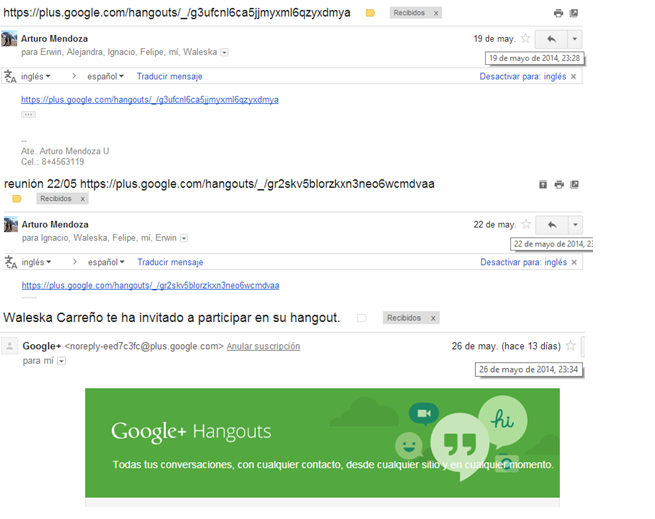 https://plus.google.com/hangouts/_/g3ufcnl6ca5jjmyxml6qzyxdmya Recibidos x
Arturo Mendoza 19 de may.
para Erwin, Alejandra, Ignacio, Felipe, mí, Waleska
19 de mayo de 2014, 23:28
inglés > español Traducir mensaje Desactivar para: inglés x
https://plus.google.com/hangouts/_/g3ufcnl6ca5jjmyxml6qzyxdmya
...
--
Ate. Arturo Mendoza U
Cel.: 8+4563119
reunión 22/05 https://plus.google.com/hangouts/_/gr2skv5blorzkxn3neo6wcmdvaa
Recibidos x
Arturo Mendoza 22 de may.
para Ignacio, Waleska, Felipe, mí, Erwin
22 de mayo de 2014, 23
inglés > español Traducir mensaje Desactivar para: inglés x
https://plus.google.com/hangouts/_/gr2skv5blorzkxn3neo6wcmdvaa
Waleska Carreño te ha invitado a participar en su hangout. Recibidos x
Google+ <noreply-eed7c3fc@plus.google.com> Anular suscripción 26 de may. (hace 13 días)
para mí
26 de mayo de 2014, 23:34
hi
Google+ Hangouts
Todas tus conversaciones, con cualquier contacto, desde cualquier sitio y en cualquier momento.